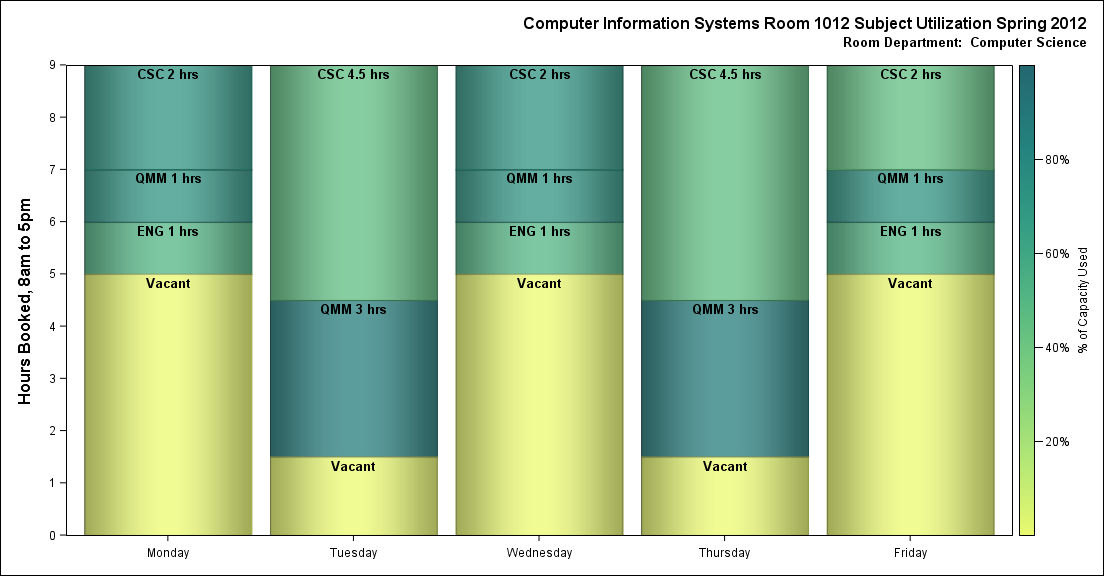 Computer Information Systems Room 1012 Subject Utilization Spring 2012
Room Department: Computer Science
Hours Booked, 8am to 5pm
9
8
7
6
5
4
3
2
1
0
CSC 2 hrs
QMM 1 hrs
ENG 1 hrs
Vacant
CSC 4.5 hrs
QMM 3 hrs
Vacant
CSC 2 hrs
QMM 1 hrs
ENG 1 hrs
Vacant
CSC 4.5 hrs
QMM 3 hrs
Vacant
CSC 2 hrs
QMM 1 hrs
ENG 1 hrs
Vacant
Monday
Tuesday
Wednesday
Thursday
Friday
80%
60%
40%
20%
% of Capacity Used